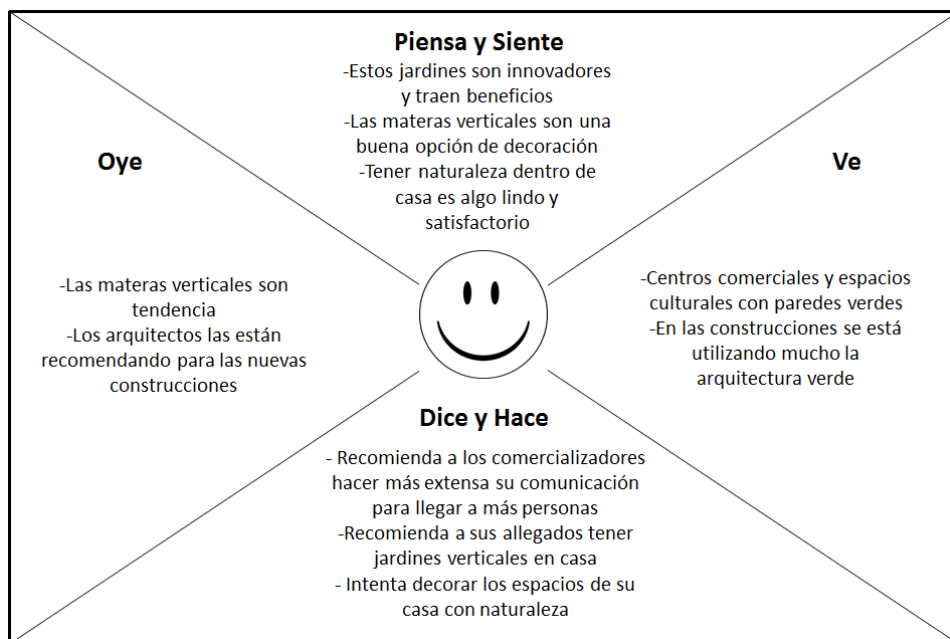 Piensa y Siente
-Estos jardines son innovadores
y traen beneficios
-Las materas verticales son una
buena opción de decoración
-Tener naturaleza dentro de
casa es algo lindo y
satisfactorio
Oye
-Las materas verticales son
tendencia
-Los arquitectos las están
recomendando para las nuevas
construcciones
Ve
-Centros comerciales y espacios
culturales con paredes verdes
-En las construcciones se está
utilizando mucho la
arquitectura verde
Dice y Hace
- Recomienda a los comercializadores
hacer más extensa su comunicación
para llegar a más personas
-Recomienda a sus allegados tener
jardines verticales en casa
- Intenta decorar los espacios de su
casa con naturaleza